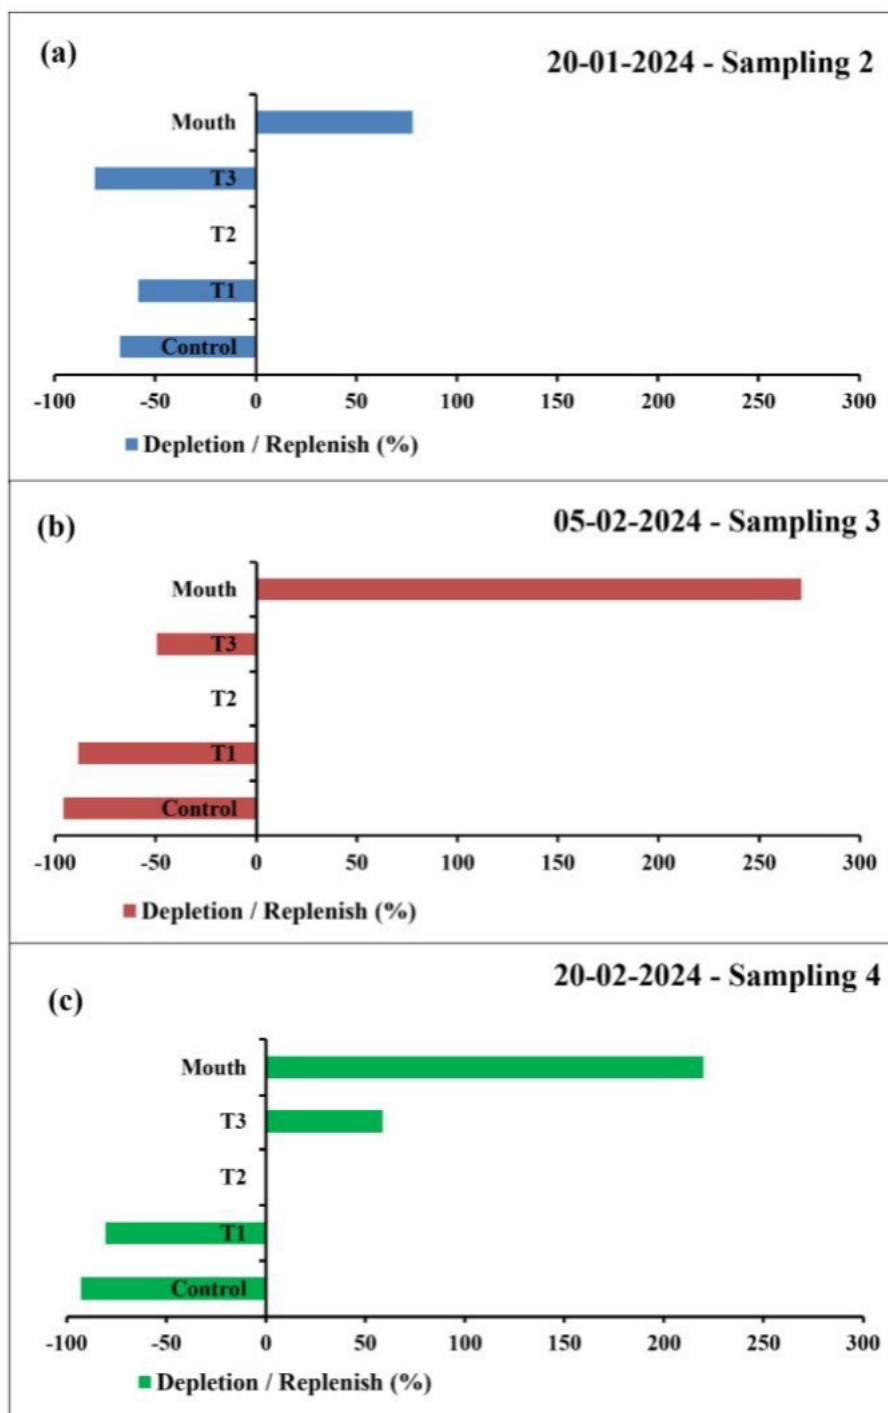 (a)
20-01-2024 - Sampling 2
Mouth
T3
T2
T1
Control
-100 -50 0 50 100 150 200 250 300
Depletion / Replenish (%)
(b)
05-02-2024 - Sampling 3
Mouth
T3
T2
T1
Control
-100 -50 0 50 100 150 200 250 300
Depletion / Replenish (%)
20-02-2024 - Sampling 4
(c)
Mouth
T3
T2
T1
Control
-100 -50 0 50 100 150 200 250 300
Depletion / Replenish (%)